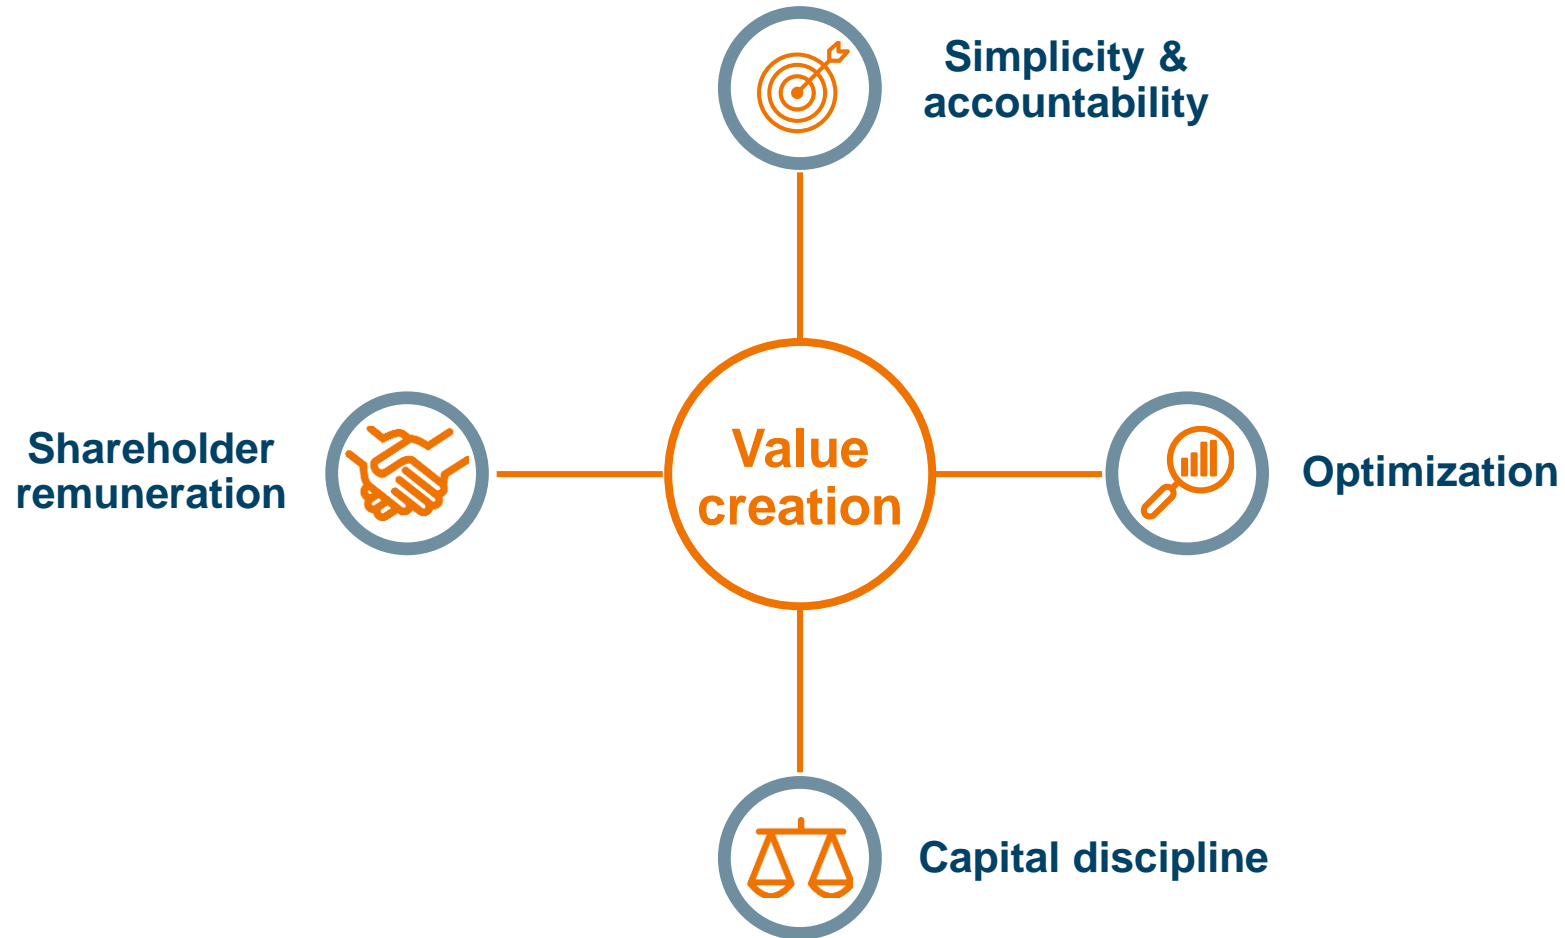 Simplicity &
accountability
Shareholder
remuneration
Value
creation
Optimization
Capital discipline